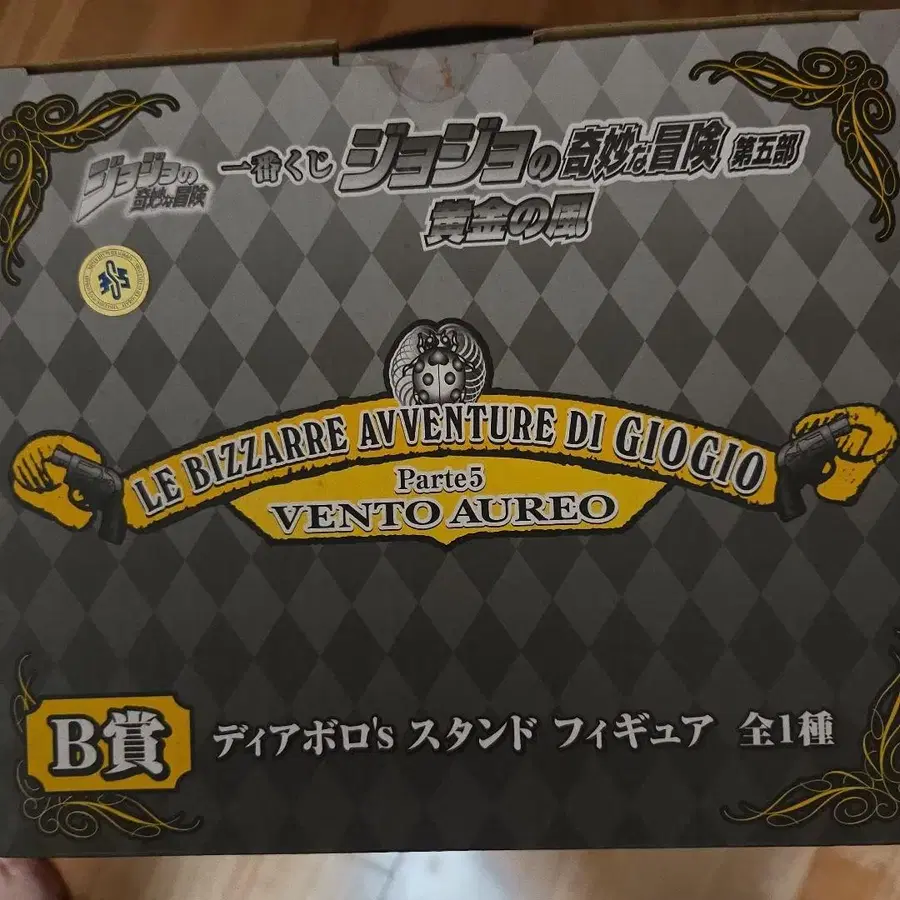 ジョジョの
奇妙な冒険
一番くじ ジョジョの奇妙な冒険 第五部
黄金の風
LE BIZZARRE AVVENTURE DI GIOGIO
Parte5
VENTO AUREO
B賞
ディアボロ's スタンド フィギュア 全1種